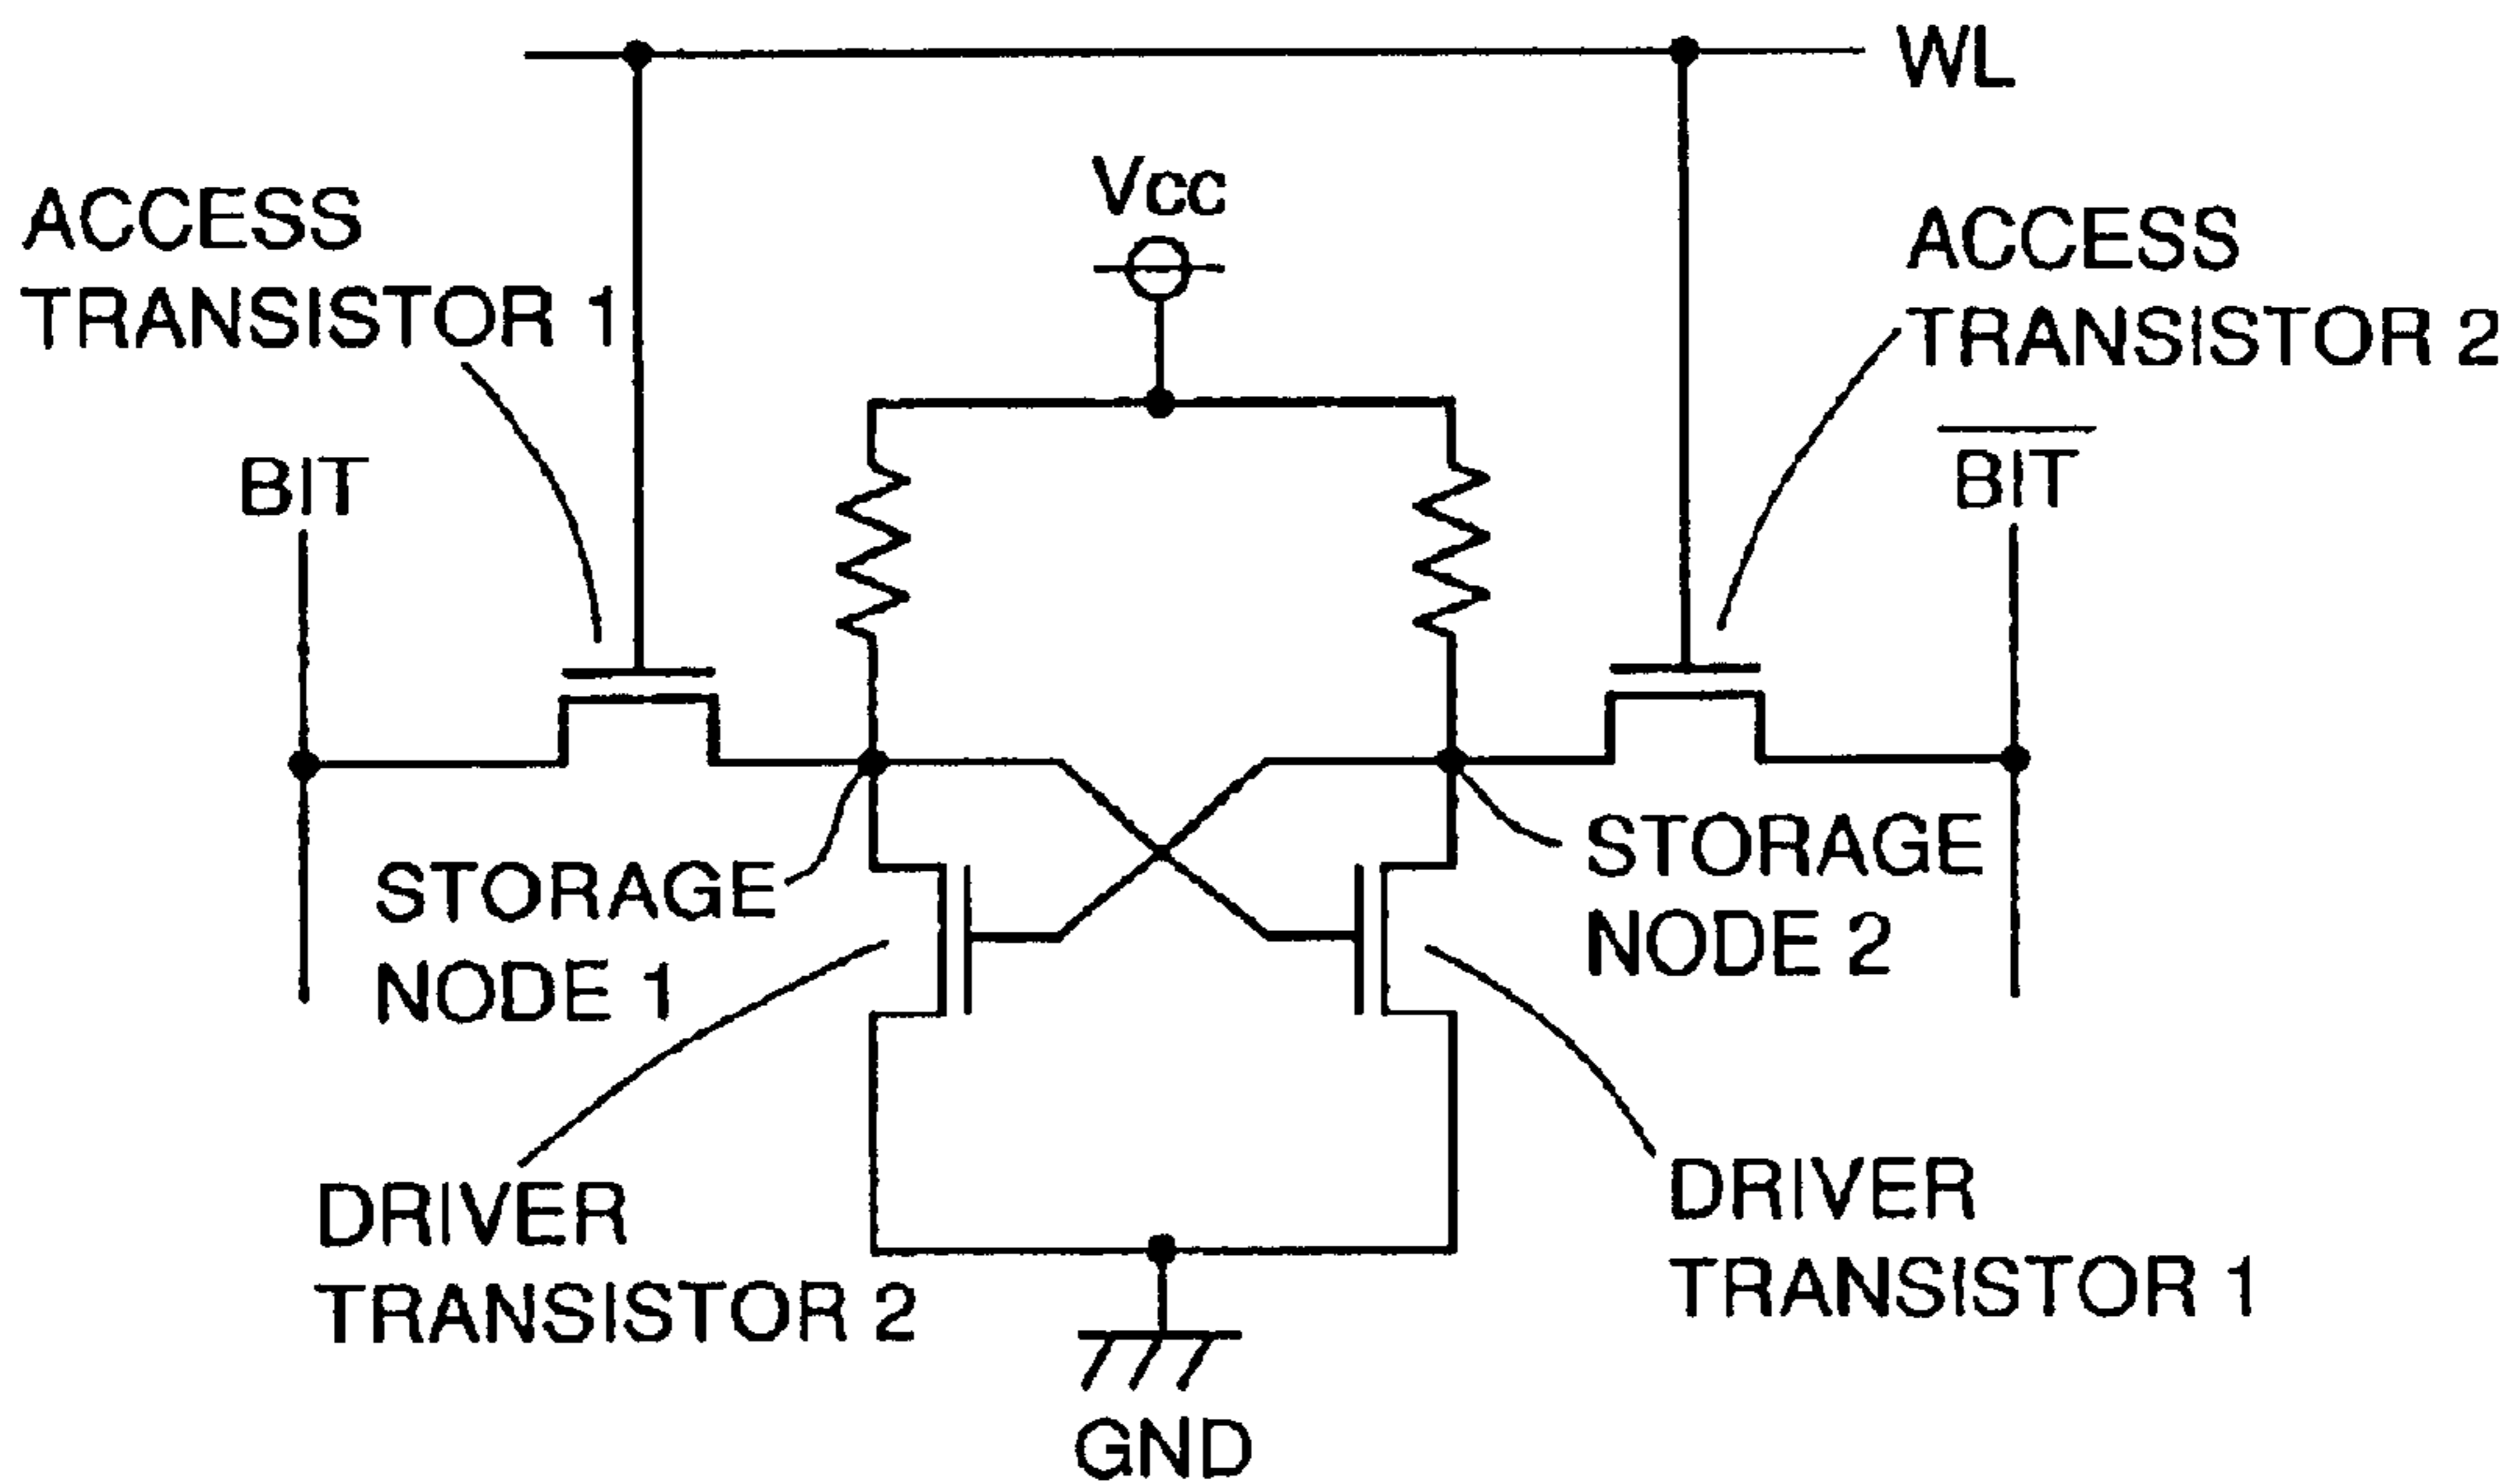 WL
Vcc
ACCESS
TRANSISTOR 1
ACCESS
TRANSISTOR 2
BIT
B̅I̅T̅
STORAGE
NODE 1
STORAGE
NODE 2
DRIVER
TRANSISTOR 2
DRIVER
TRANSISTOR 1
GND